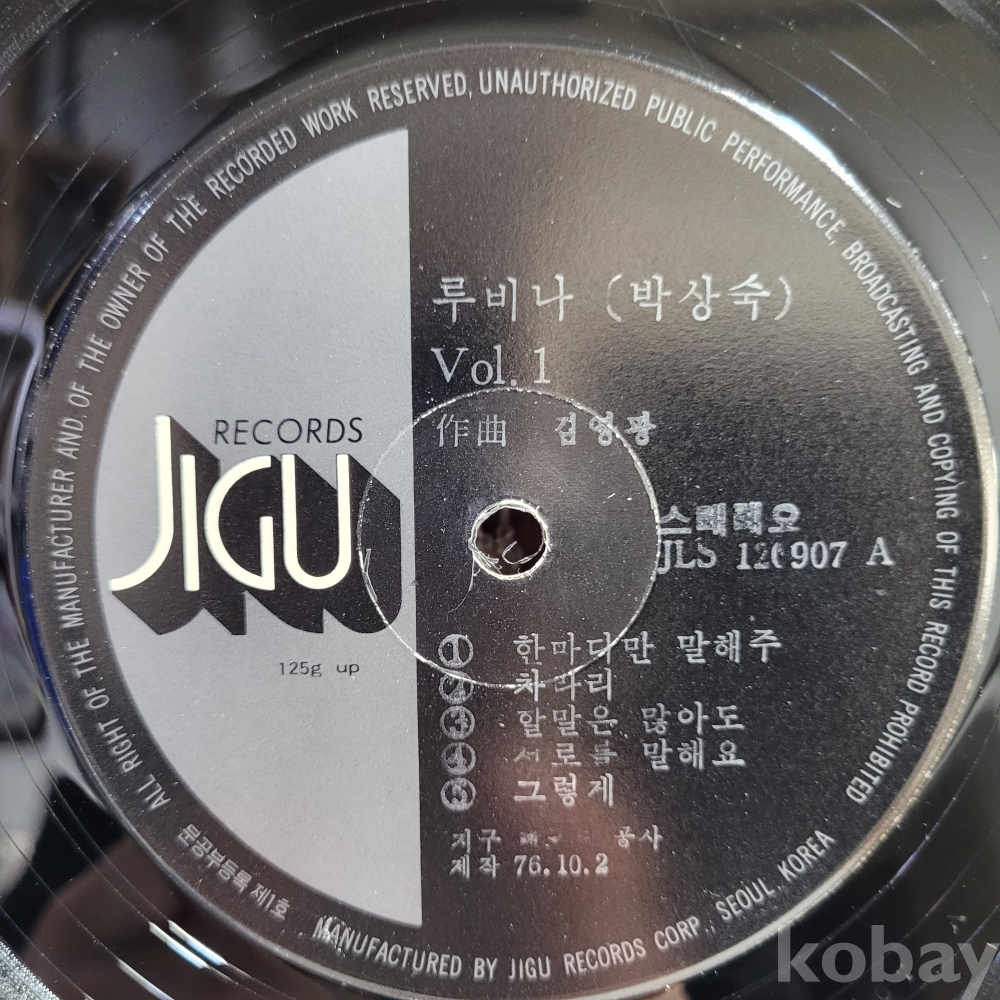 ALL RIGHT OF THE MANUFACTURER AND OF THE OWNER OF THE RECORDED WORK RESERVED, UNAUTHORIZED PUBLIC PERFORMANCE, BROADCASTING AND COPYING OF THIS RECORD PROHIBITED
루비나 (박상숙)
Vol. 1
作曲 김영광
RECORDS
JIGU
스테레오
JLS 120907 A
125g up
① 한마디만 말해주
② 차라리
③ 할말은 많아도
④ 서로를 말해요
⑤ 그렇게
지구 공사
제작 76.10.2
문공부등록 제1호
MANUFACTURED BY JIGU RECORDS CORP., SEOUL, KOREA
kobay